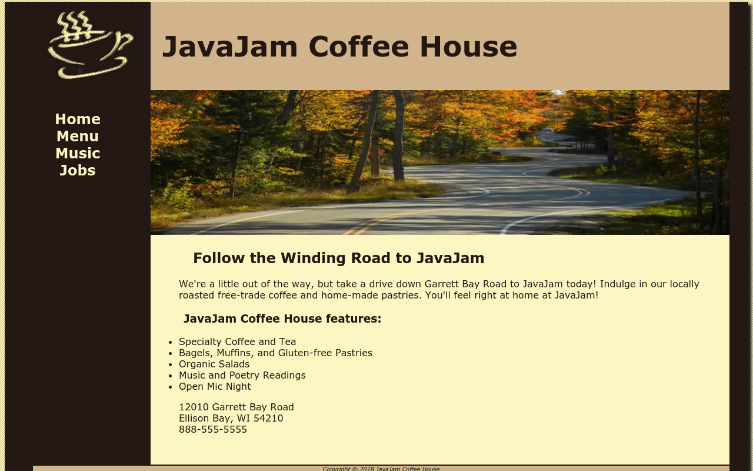 JavaJam Coffee House
Home
Menu
Music
Jobs
Follow the Winding Road to JavaJam
We're a little out of the way, but take a drive down Garrett Bay Road to JavaJam today! Indulge in our locally
roasted free-trade coffee and home-made pastries. You'll feel right at home at JavaJam!
JavaJam Coffee House features:
• Specialty Coffee and Tea
• Bagels, Muffins, and Gluten-free Pastries
• Organic Salads
• Music and Poetry Readings
• Open Mic Night
12010 Garrett Bay Road
Ellison Bay, WI 54210
888-555-5555
Copyright © 2018 JavaJam Coffee House